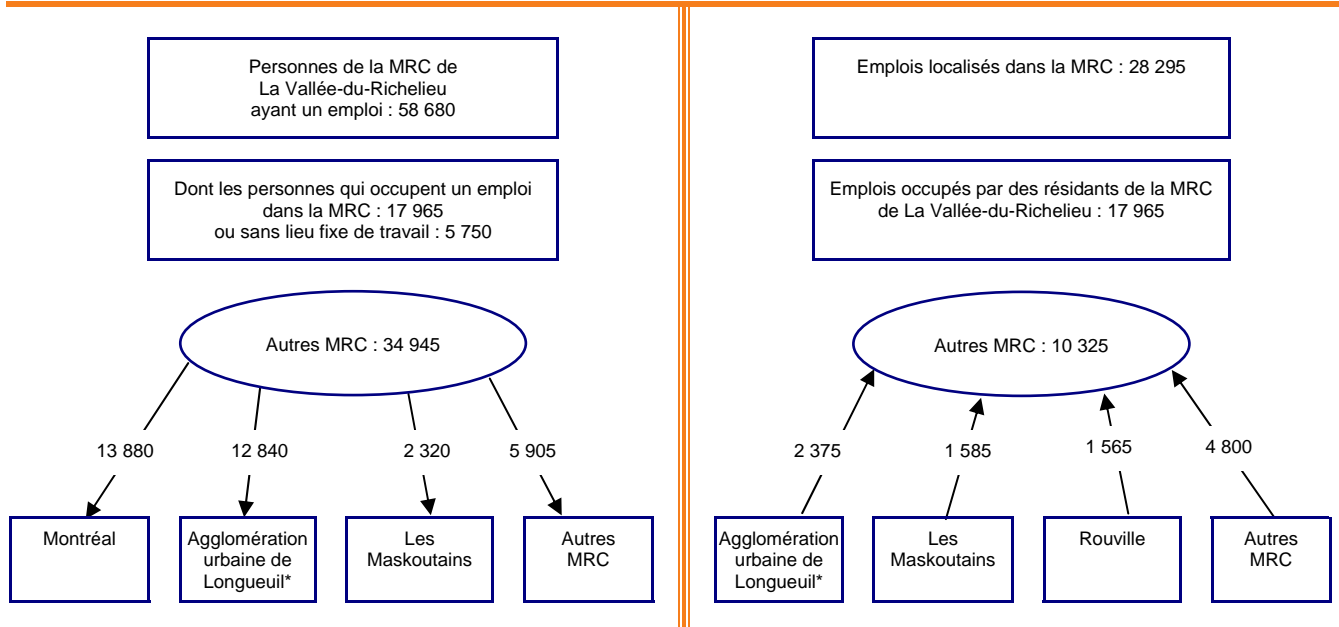 Personnes de la MRC de
La Vallée-du-Richelieu
ayant un emploi : 58 680
Dont les personnes qui occupent un emploi
dans la MRC : 17 965
ou sans lieu fixe de travail : 5 750
Autres MRC : 34 945
13 880
12 840
2 320
5 905
Montréal
Agglomération
urbaine de
Longueuil*
Les
Maskoutains
Autres
MRC
Emplois localisés dans la MRC : 28 295
Emplois occupés par des résidants de la MRC
de La Vallée-du-Richelieu : 17 965
Autres MRC : 10 325
2 375
1 585
1 565
4 800
Agglomération
urbaine de
Longueuil*
Les
Maskoutains
Rouville
Autres
MRC